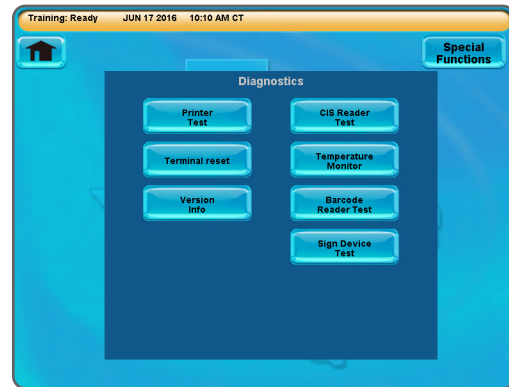 Training: Ready JUN 17 2016 10:10 AM CT
Special
Functions
Diagnostics
Printer
Test
CIS Reader
Test
Terminal reset
Temperature
Monitor
Version
Info
Barcode
Reader Test
Sign Device
Test